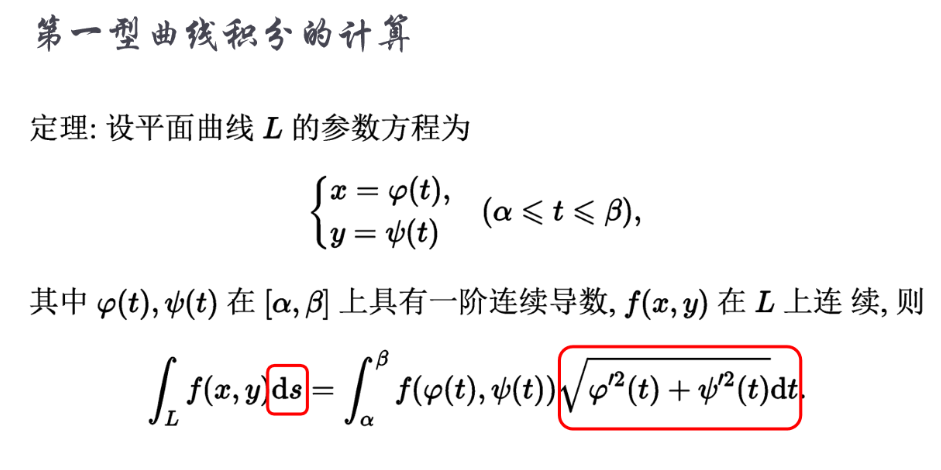 第一型曲线积分的计算
定理: 设平面曲线 L 的参数方程为
{x = φ(t),
y = ψ(t)
(α ⩽ t ⩽ β),
其中 φ(t), ψ(t) 在 [α, β] 上具有一阶连续导数, f(x, y) 在 L 上连 续, 则
∫_L f(x, y)ds = ∫_α^β f(φ(t), ψ(t))√(φ′²(t) + ψ′²(t))dt.